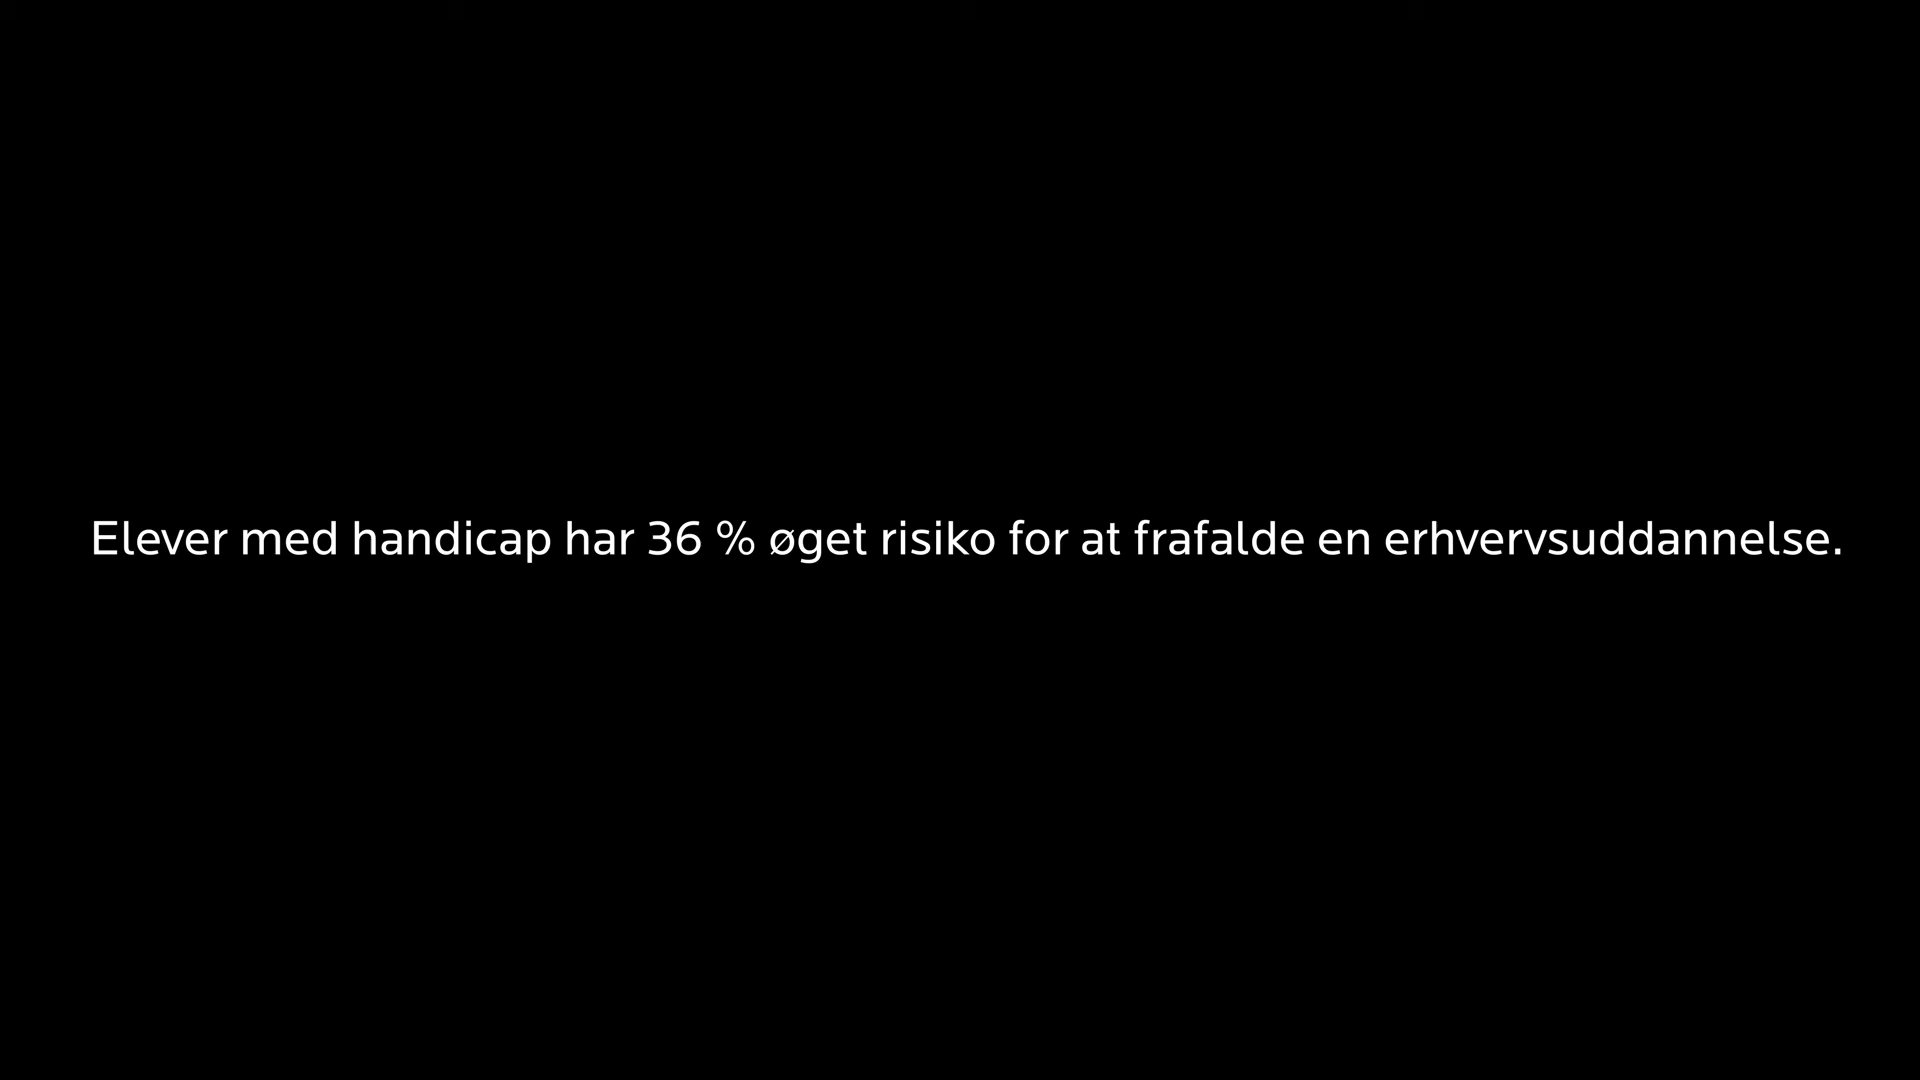 Elever med handicap har 36 % øget risiko for at frafalde en erhvervsuddannelse.